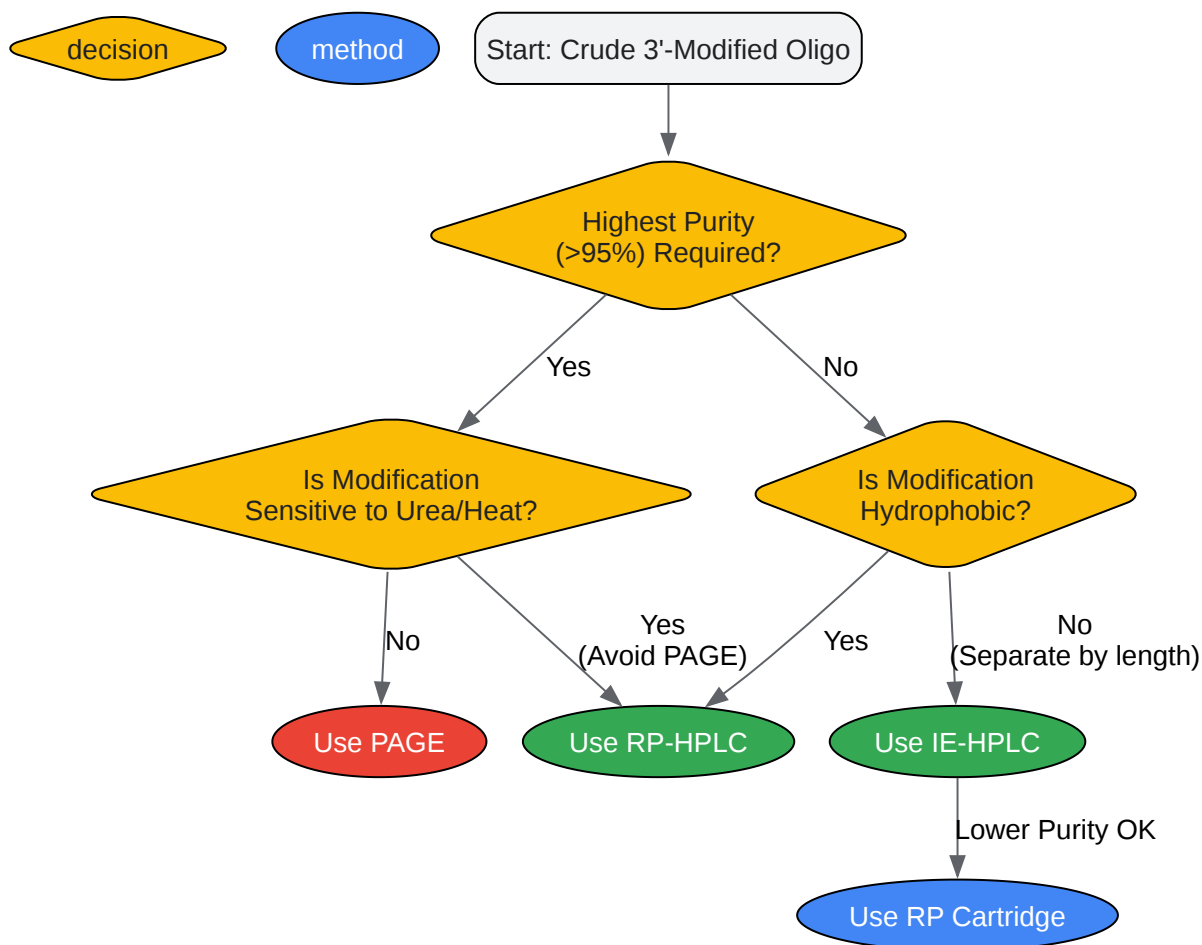 decision
method
Start: Crude 3'-Modified Oligo
Highest Purity
(>95%) Required?
Yes
No
Is Modification
Sensitive to Urea/Heat?
Is Modification
Hydrophobic?
No
Yes
(Avoid PAGE)
Yes
No
(Separate by length)
Use PAGE
Use RP-HPLC
Use IE-HPLC
Lower Purity OK
Use RP Cartridge